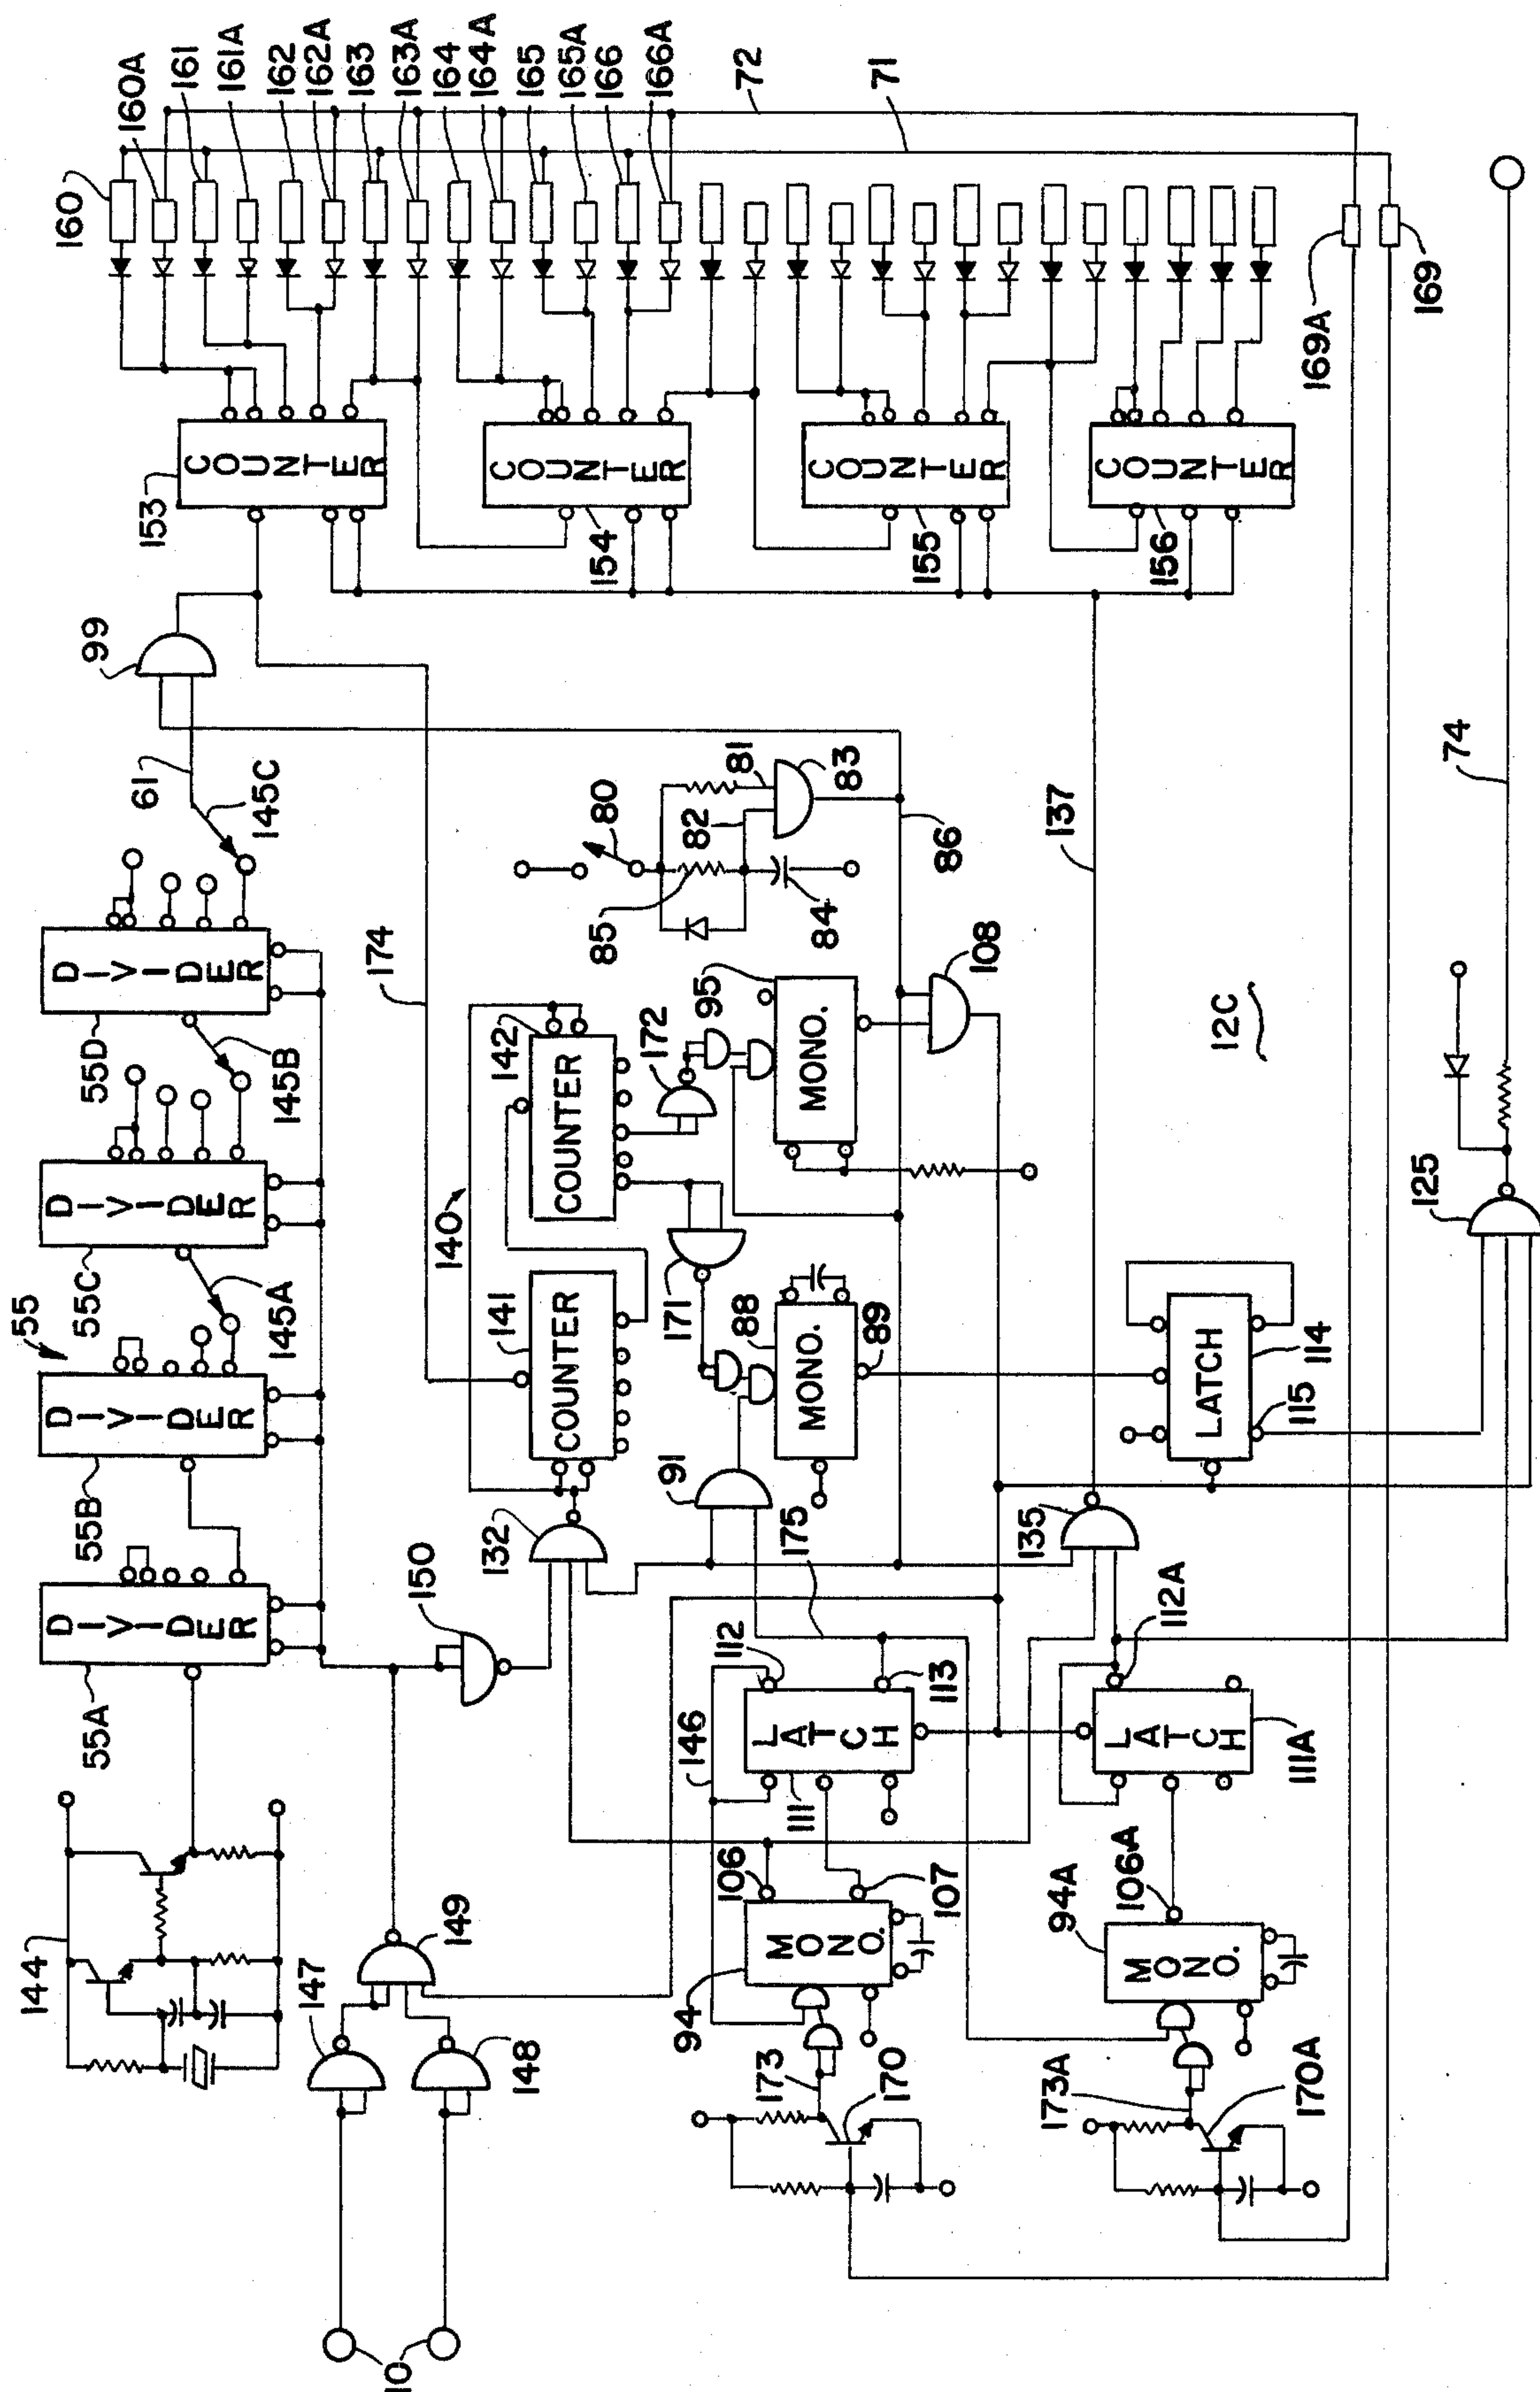 160
160A
161
161A
162
162A
163
163A
164
164A
165
165A
166
166A
72
71
169A
169
COUNTER
153
COUNTER
154
COUNTER
155
COUNTER
156
99
61
145C
DIVIDER
55D
145B
DIVIDER
55C
145A
55
DIVIDER
55B
DIVIDER
55A
174
80
81
82
83
85
84
86
137
74
12C
140
142
COUNTER
172
95
MONO.
108
141
COUNTER
171
88
MONO.
89
91
175
132
150
135
LATCH
114
115
125
144
147
148
149
10
146
112
113
LATCH
111
112A
LATCH
111A
106
107
MONO.
94
106A
94A
MONO.
173
170
173A
170A